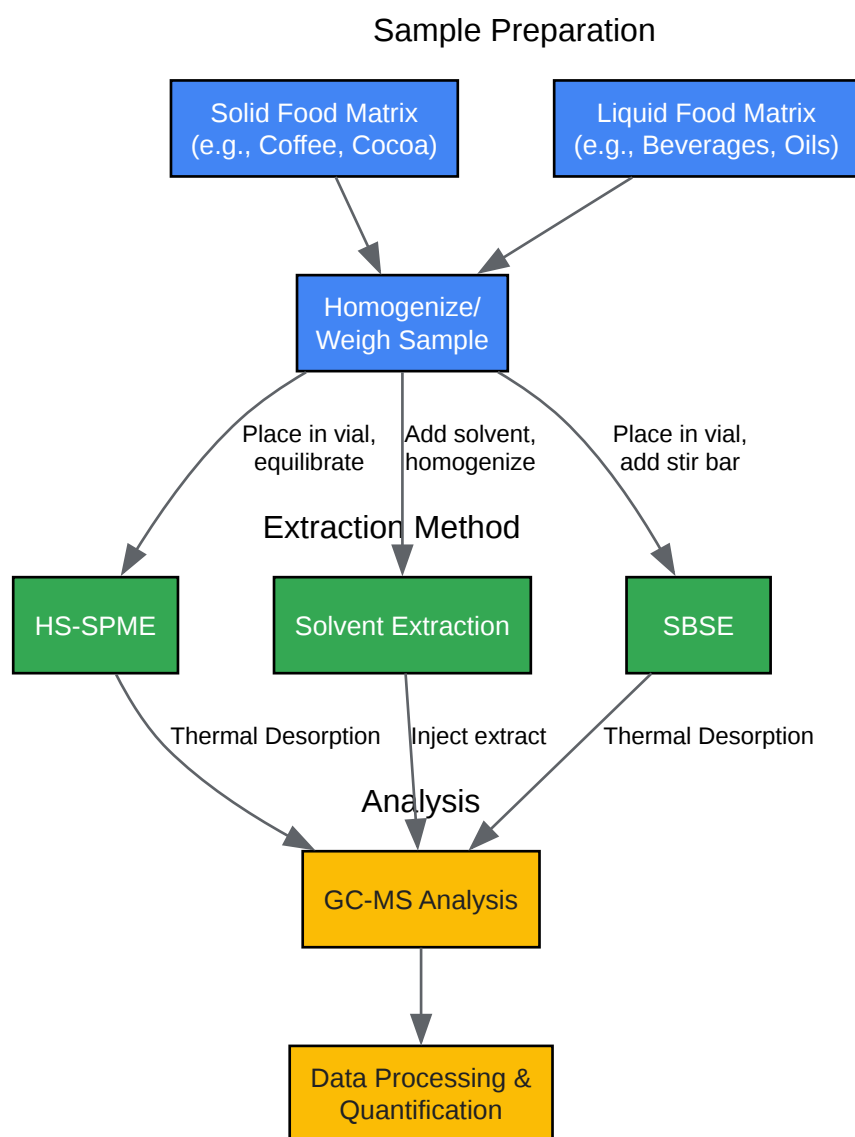 Sample Preparation
Solid Food Matrix
(e.g., Coffee, Cocoa)
Liquid Food Matrix
(e.g., Beverages, Oils)
Homogenize/
Weigh Sample
Place in vial,
equilibrate
Add solvent,
homogenize
Place in vial,
add stir bar
Extraction Method
HS-SPME
Solvent Extraction
SBSE
Thermal Desorption
Inject extract
Thermal Desorption
Analysis
GC-MS Analysis
Data Processing &
Quantification